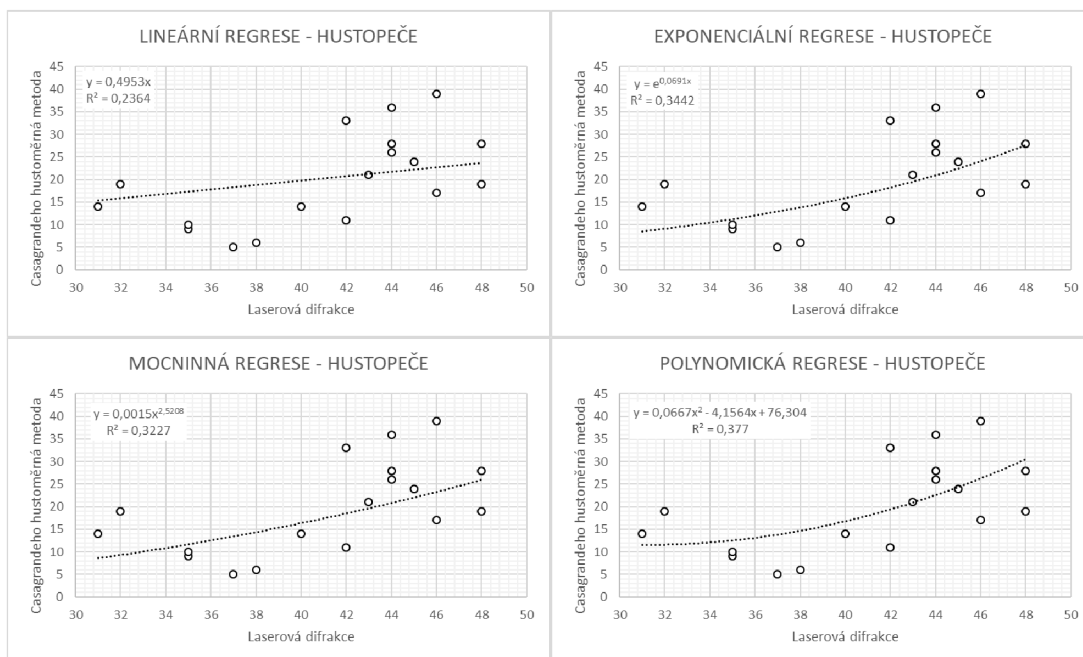 LINEÁRNÍ REGRESE - HUSTOPEČE
y = 0,4953x
R² = 0,2364
Casagrandeho hustoměrná metoda
45
40
35
30
25
20
15
10
5
0
30 32 34 36 38 40 42 44 46 48 50
Laserová difrakce
EXPONENCIÁLNÍ REGRESE - HUSTOPEČE
y = e^0,0691x
R² = 0,3442
Casagrandeho hustoměrná metoda
45
40
35
30
25
20
15
10
5
0
30 32 34 36 38 40 42 44 46 48 50
Laserová difrakce
MOCNINNÁ REGRESE - HUSTOPEČE
y = 0,0015x^2,5208
R² = 0,3227
Casagrandeho hustoměrná metoda
45
40
35
30
25
20
15
10
5
0
30 32 34 36 38 40 42 44 46 48 50
Laserová difrakce
POLYNOMICKÁ REGRESE - HUSTOPEČE
y = 0,0667x² - 4,1564x + 76,304
R² = 0,377
Casagrandeho hustoměrná metoda
45
40
35
30
25
20
15
10
5
0
30 32 34 36 38 40 42 44 46 48 50
Laserová difrakce